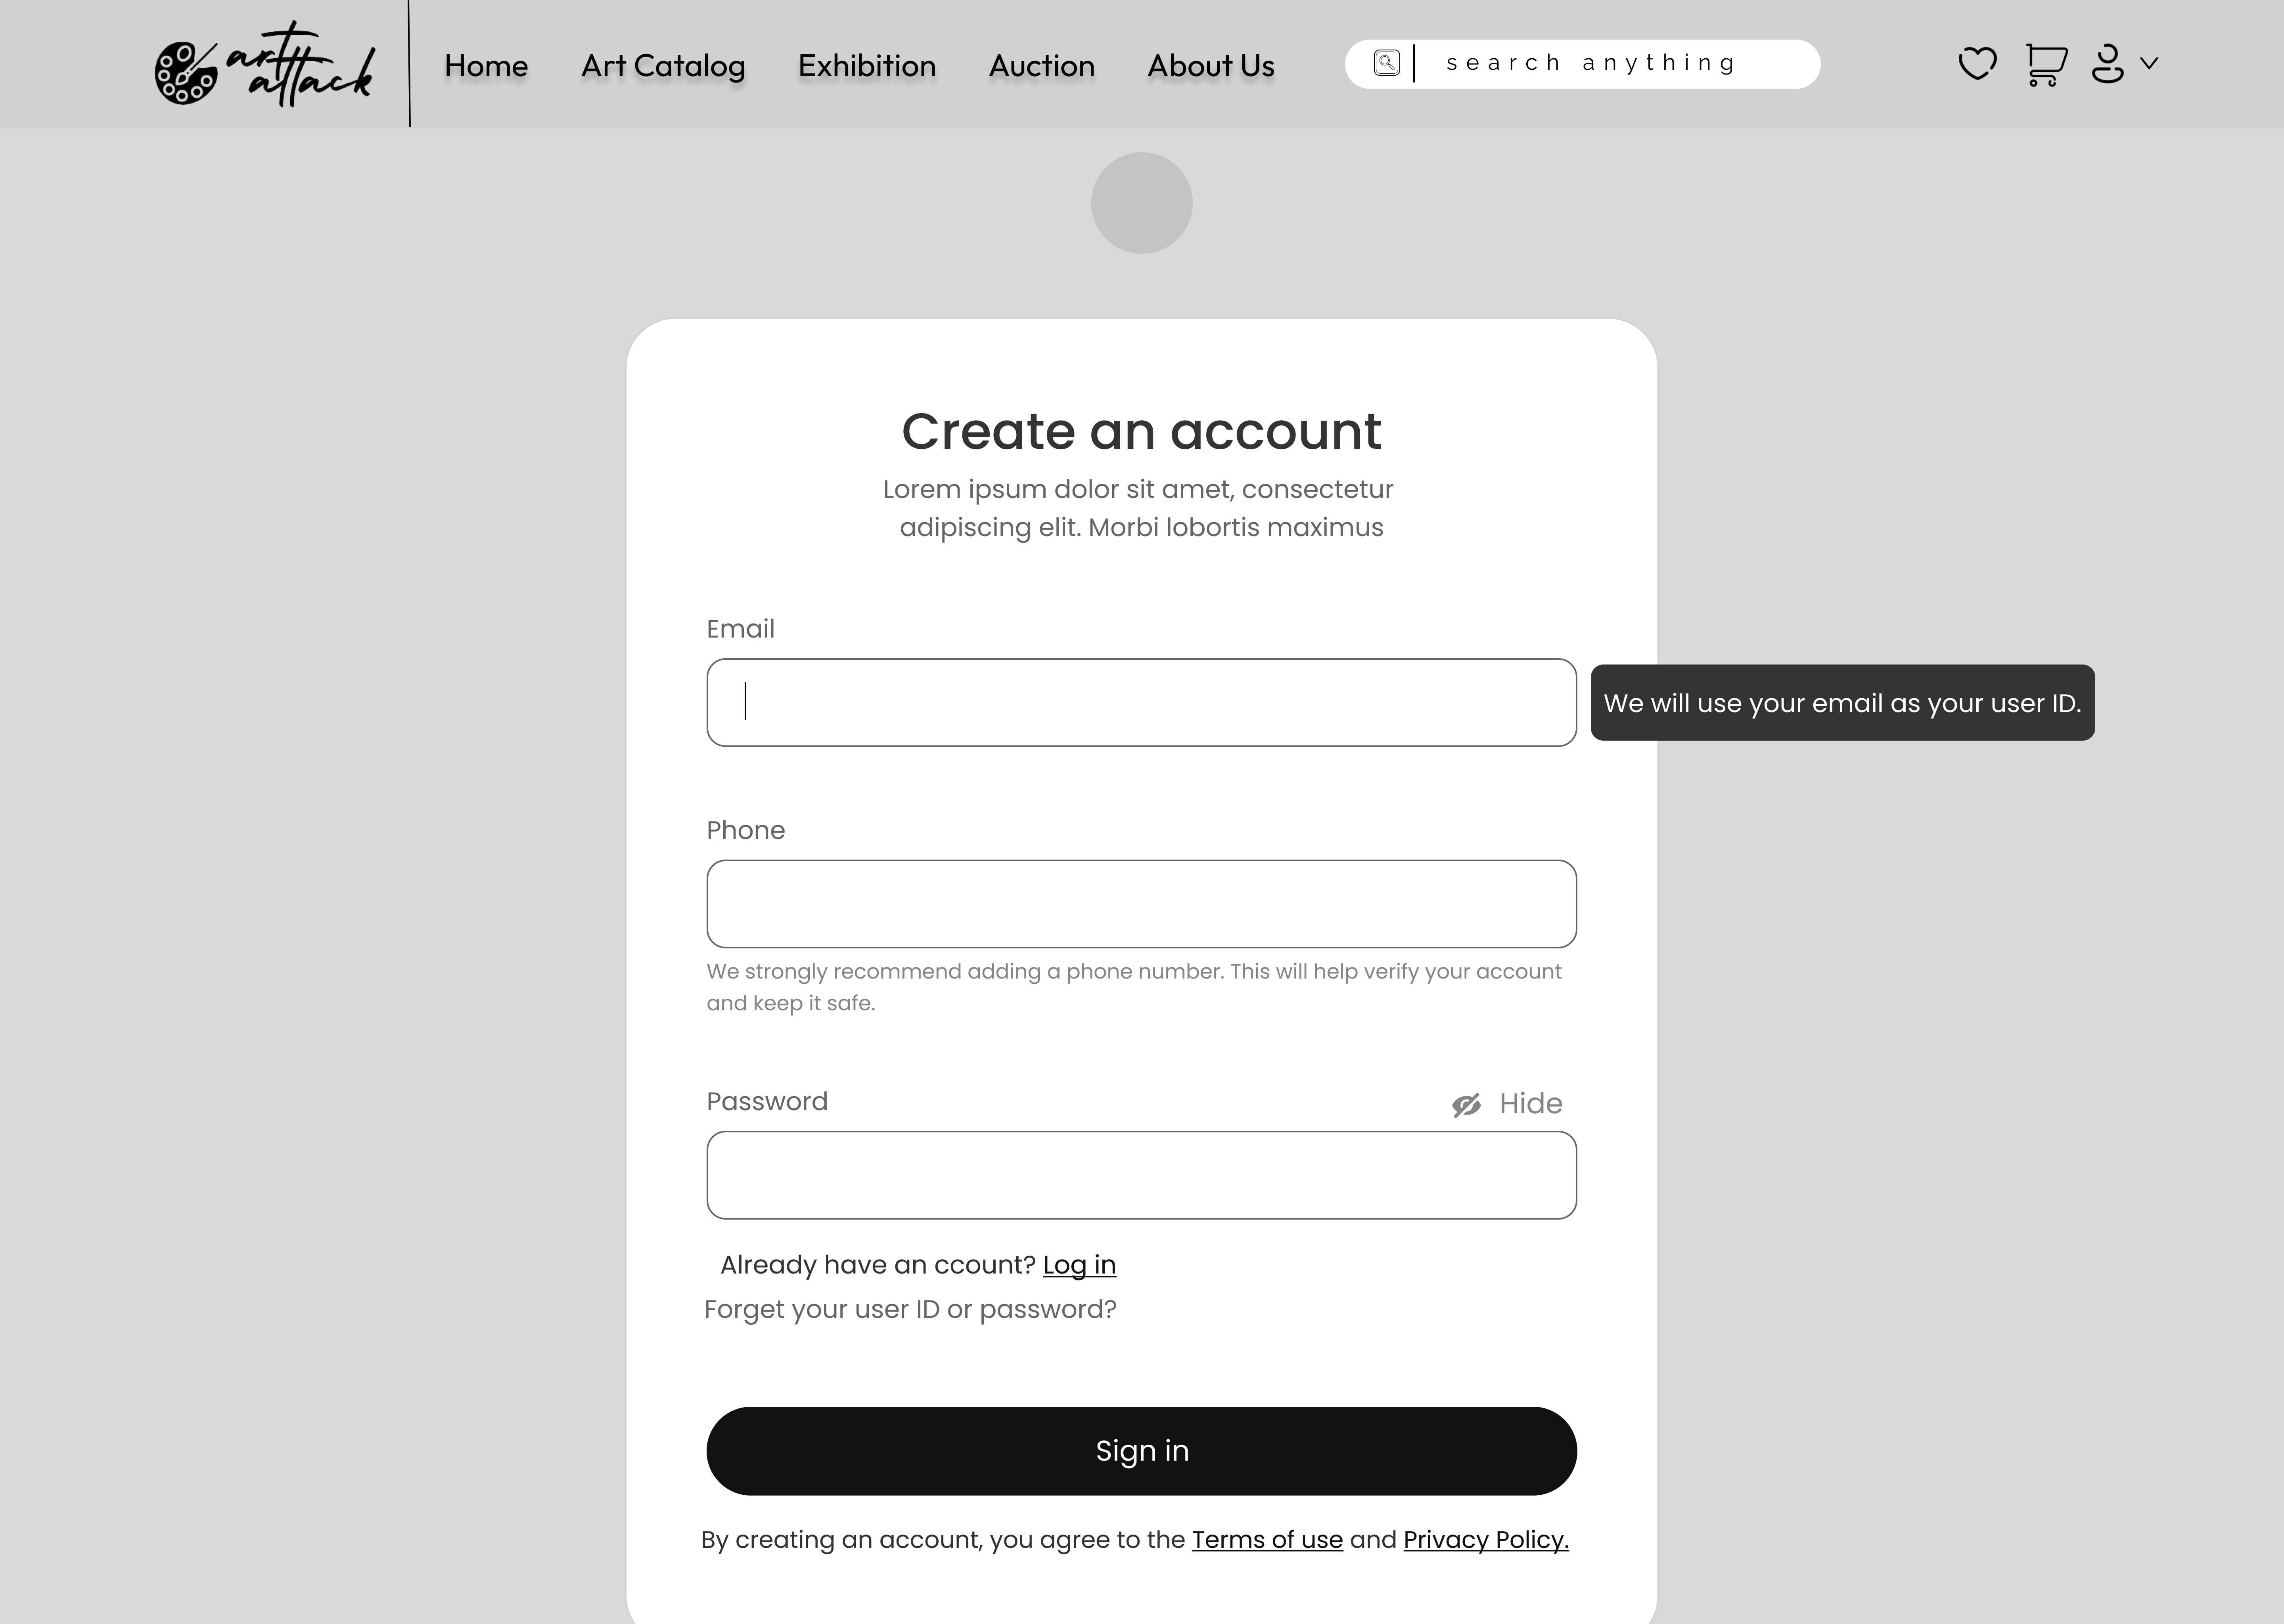 art
attack
Home Art Catalog Exhibition Auction About Us search anything
Create an account
Lorem ipsum dolor sit amet, consectetur
adipiscing elit. Morbi lobortis maximus
Email
We will use your email as your user ID.
Phone
We strongly recommend adding a phone number. This will help verify your account
and keep it safe.
Password Hide
Already have an ccount? Log in
Forget your user ID or password?
Sign in
By creating an account, you agree to the Terms of use and Privacy Policy.